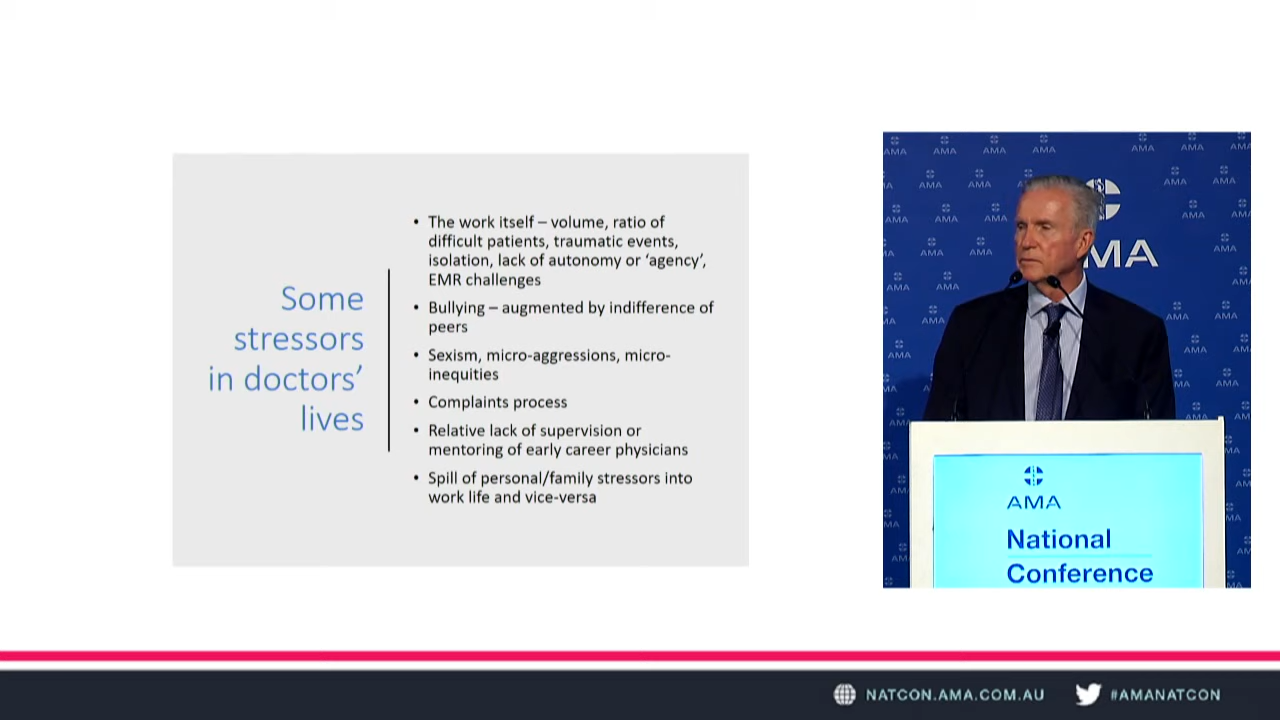 Some
stressors
in doctors'
lives
• The work itself – volume, ratio of
difficult patients, traumatic events,
isolation, lack of autonomy or ‘agency’,
EMR challenges
• Bullying – augmented by indifference of
peers
• Sexism, micro-aggressions, micro-
inequities
• Complaints process
• Relative lack of supervision or
mentoring of early career physicians
• Spill of personal/family stressors into
work life and vice-versa
AMA
AMA
National
Conference
NATCON.AMA.COM.AU
#AMANATCON